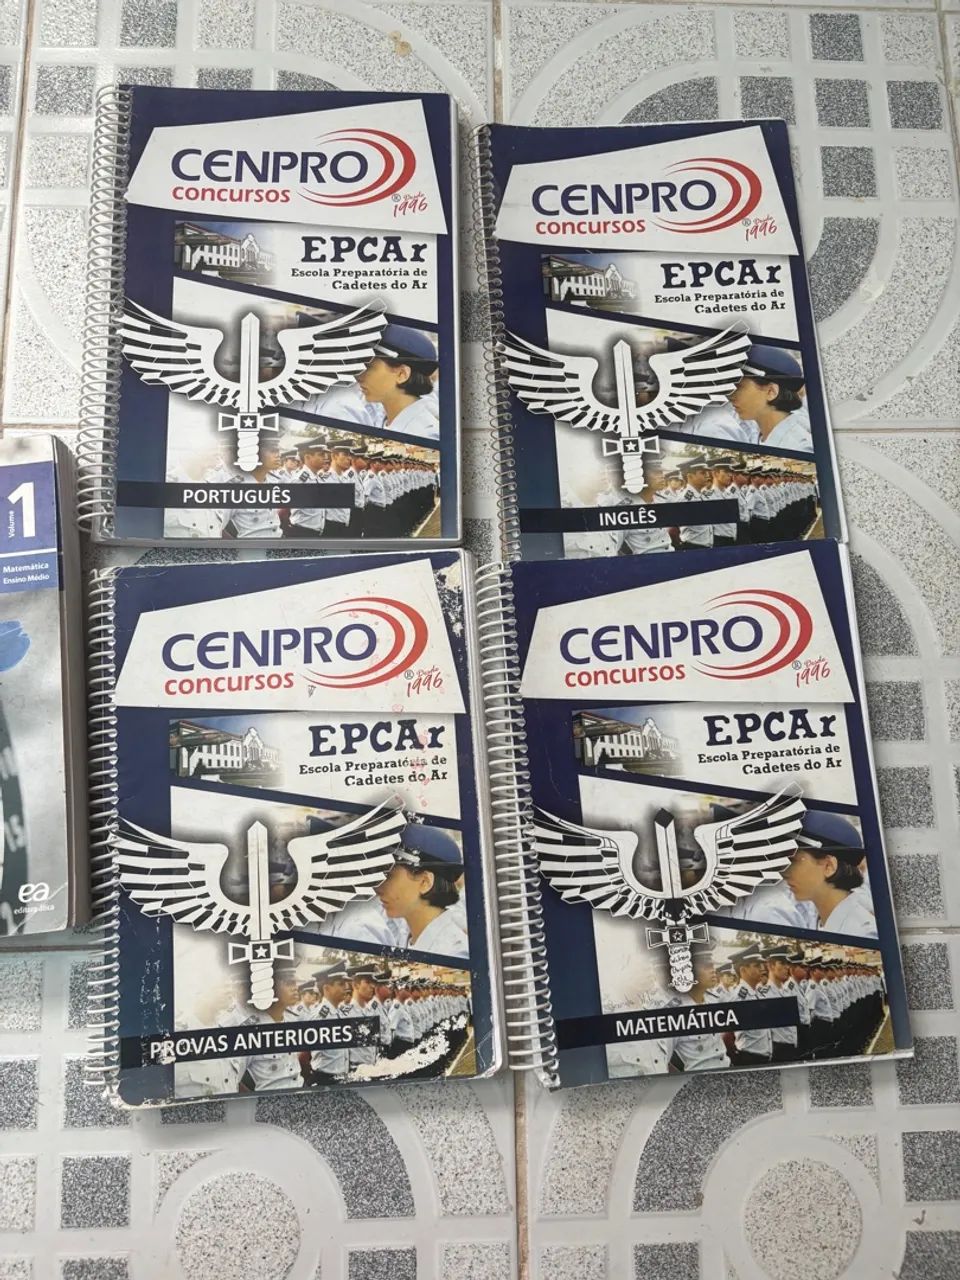 CENPRO
concursos
® Desde
1996
EPCAr
Escola Preparatória de
Cadetes do Ar
PORTUGUÊS
CENPRO
concursos
® Desde
1996
EPCAr
Escola Preparatória de
Cadetes do Ar
INGLÊS
Volume
1
Matemática
Ensino Médio
ea
editora ática
CENPRO
concursos
® Desde
1996
EPCAr
Escola Preparatória de
Cadetes do Ar
PROVAS ANTERIORES
CENPRO
concursos
® Desde
1996
EPCAr
Escola Preparatória de
Cadetes do Ar
MATEMÁTICA